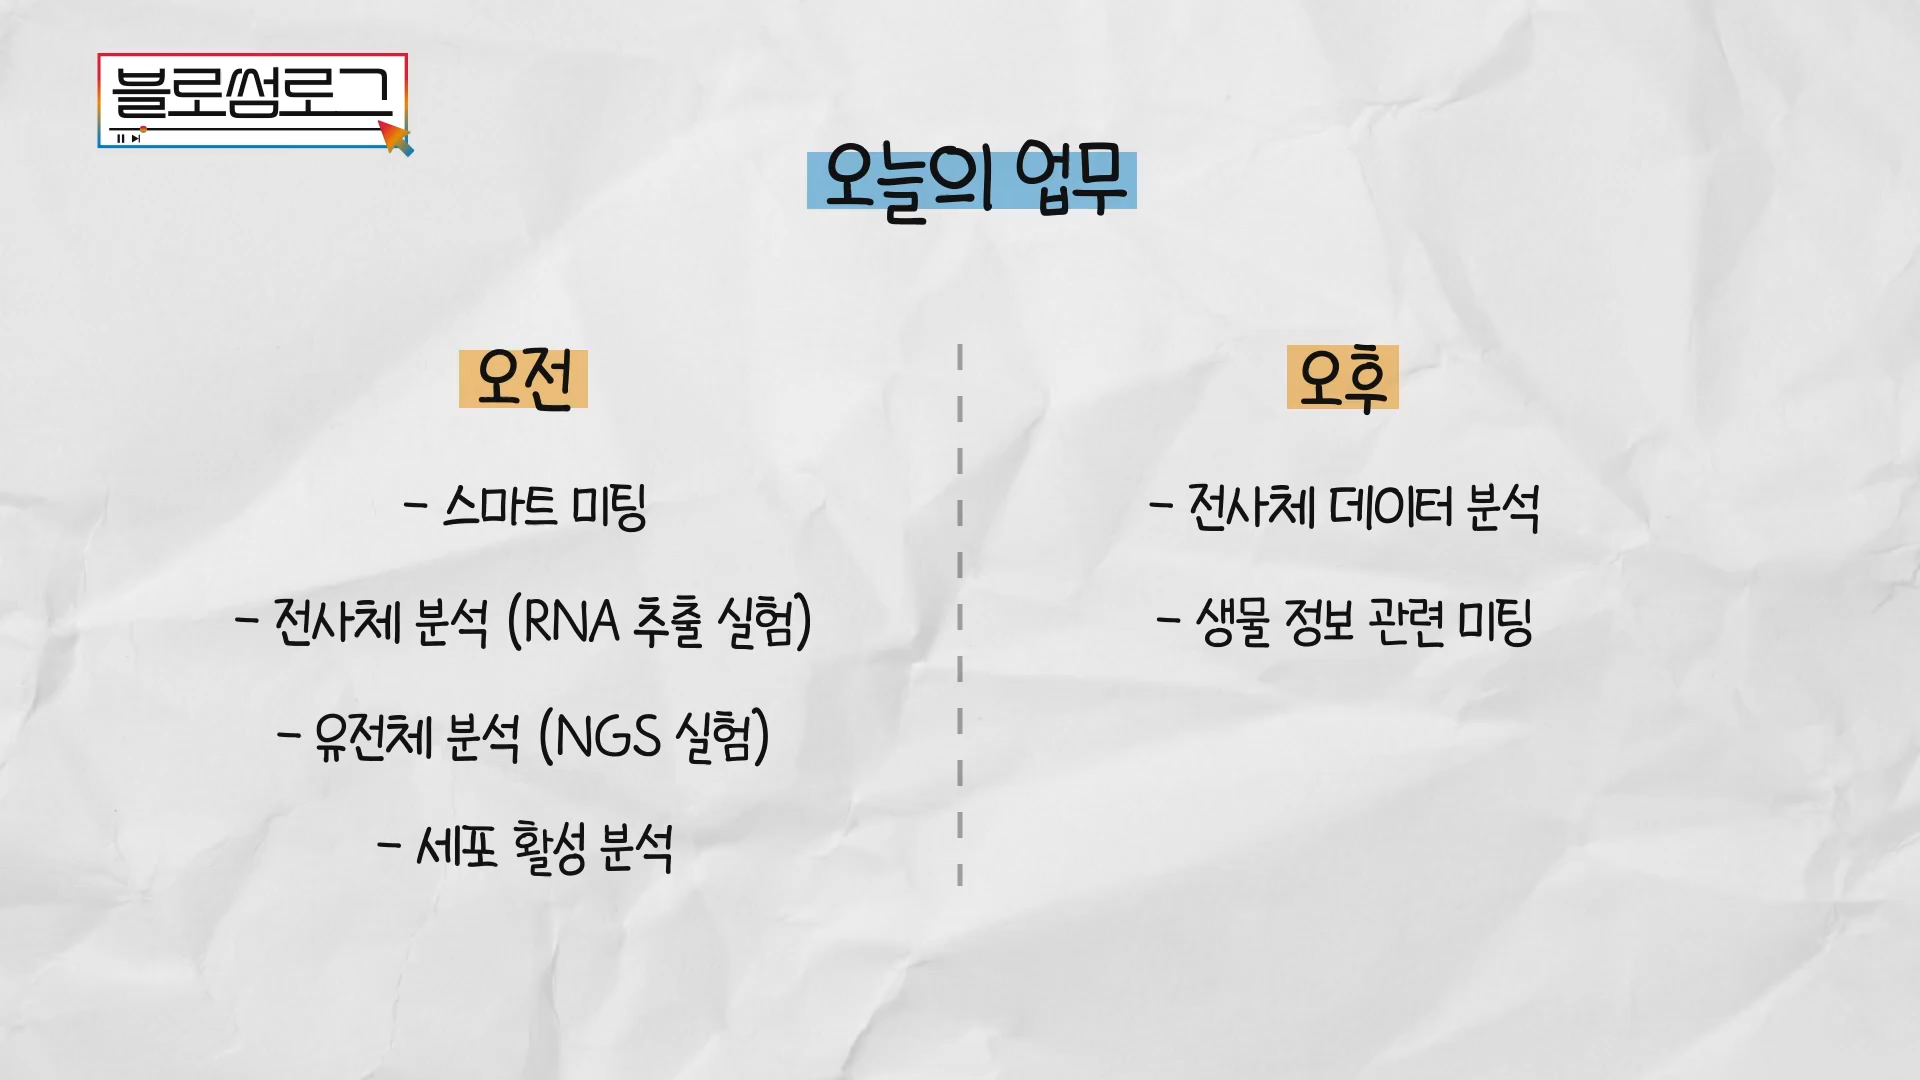 블로썸로그
오늘의 업무
오전
- 스마트 미팅
- 전사체 분석 (RNA 추출 실험)
- 유전체 분석 (NGS 실험)
- 세포 활성 분석
오후
- 전사체 데이터 분석
- 생물 정보 관련 미팅